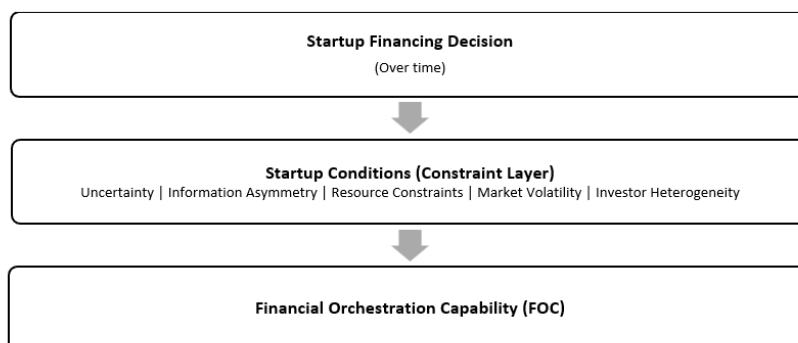 Startup Financing Decision
(Over time)
Startup Conditions (Constraint Layer)
Uncertainty | Information Asymmetry | Resource Constraints | Market Volatility | Investor Heterogeneity
Financial Orchestration Capability (FOC)